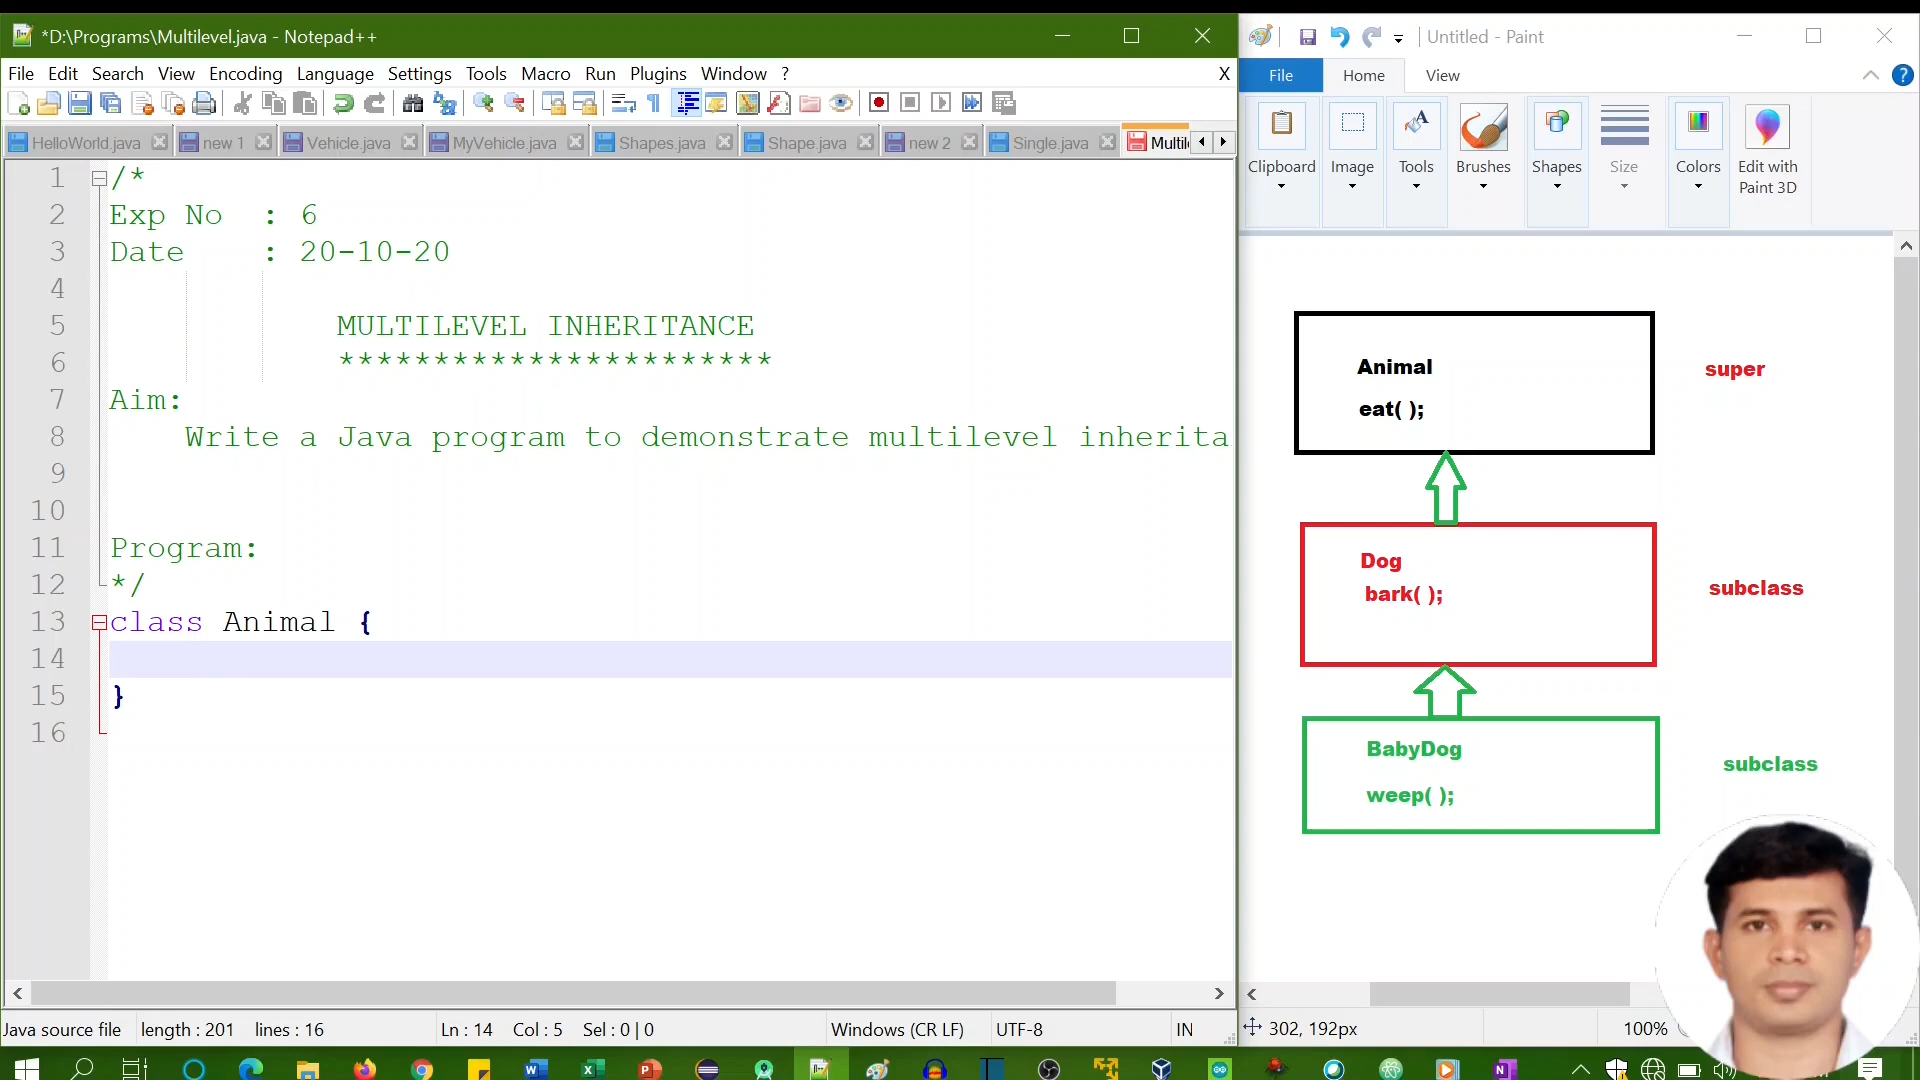 *D:\Programs\Multilevel.java - Notepad++
File Edit Search View Encoding Language Settings Tools Macro Run Plugins Window ? X
HelloWorld.java new 1 Vehicle.java MyVehicle.java Shapes.java Shape.java new 2 Single.java Multile
1 /*
2 Exp No : 6
3 Date : 20-10-20
4
5 MULTILEVEL INHERITANCE
6 ***********************
7 Aim:
8 Write a Java program to demonstrate multilevel inherita
9
10
11 Program:
12 */
13 class Animal {
14
15 }
16
Java source file length : 201 lines : 16 Ln : 14 Col : 5 Sel : 0 | 0 Windows (CR LF) UTF-8 IN
Untitled - Paint
File Home View
Clipboard Image Tools Brushes Shapes Size Colors Edit with
Paint 3D
Animal
super
eat( );
Dog
bark( );
subclass
BabyDog
subclass
weep( );
302, 192px 100%